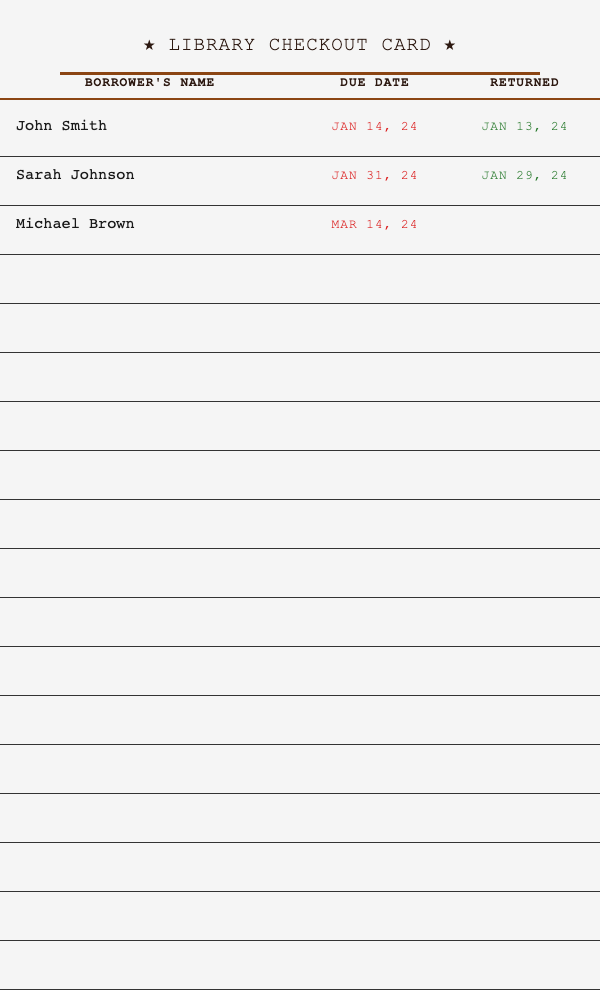 ★ LIBRARY CHECKOUT CARD ★
BORROWER'S NAME DUE DATE RETURNED
John Smith JAN 14, 24 JAN 13, 24
Sarah Johnson JAN 31, 24 JAN 29, 24
Michael Brown MAR 14, 24